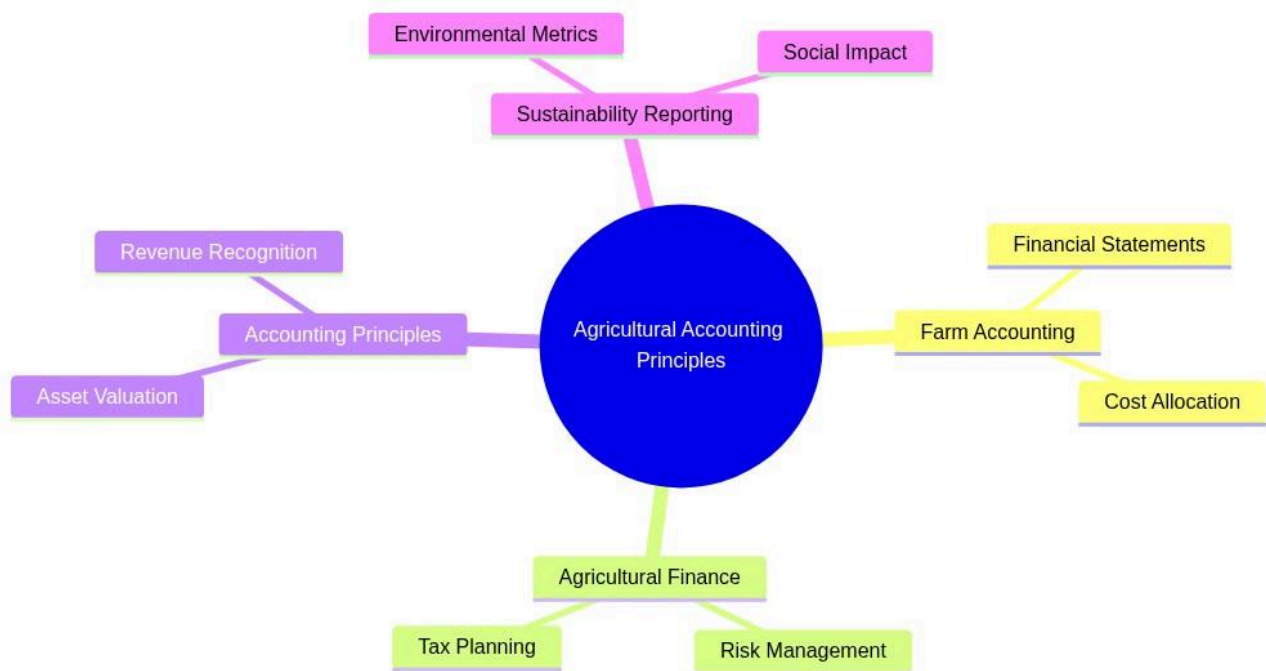 Environmental Metrics
Social Impact
Sustainability Reporting
Revenue Recognition
Financial Statements
Accounting Principles
Agricultural Accounting
Principles
Farm Accounting
Asset Valuation
Cost Allocation
Agricultural Finance
Tax Planning
Risk Management